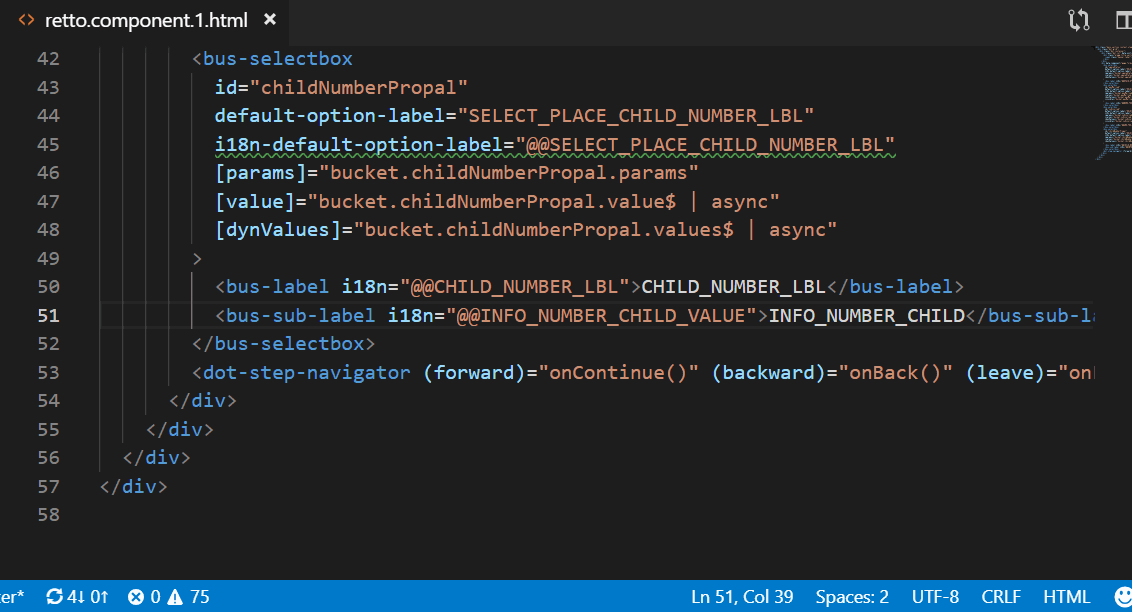 retto.component.1.html
42 <bus-selectbox
43 id="childNumberPropal"
44 default-option-label="SELECT_PLACE_CHILD_NUMBER_LBL"
45 i18n-default-option-label="@@SELECT_PLACE_CHILD_NUMBER_LBL"
46 [params]="bucket.childNumberPropal.params"
47 [value]="bucket.childNumberPropal.value$ | async"
48 [dynValues]="bucket.childNumberPropal.values$ | async"
49 >
50 <bus-label i18n="@@CHILD_NUMBER_LBL">CHILD_NUMBER_LBL</bus-label>
51 <bus-sub-label i18n="@@INFO_NUMBER_CHILD_VALUE">INFO_NUMBER_CHILD</bus-sub-l
52 </bus-selectbox>
53 <dot-step-navigator (forward)="onContinue()" (backward)="onBack()" (leave)="on
54 </div>
55 </div>
56 </div>
57 </div>
58
er* 4↓ 0↑ 0 75 Ln 51, Col 39 Spaces: 2 UTF-8 CRLF HTML